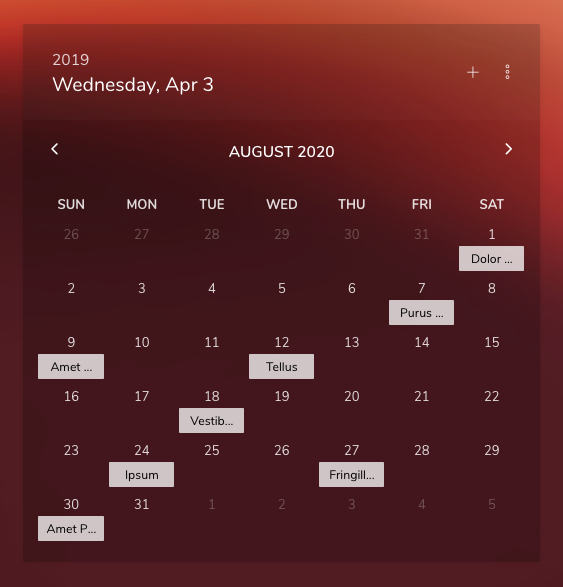 2019
Wednesday, Apr 3
AUGUST 2020
SUN MON TUE WED THU FRI SAT
26 27 28 29 30 31 1
Dolor ...
2 3 4 5 6 7 8
Purus ...
9 10 11 12 13 14 15
Amet ... Tellus
16 17 18 19 20 21 22
Vestib...
23 24 25 26 27 28 29
Ipsum Fringill...
30 31 1 2 3 4 5
Amet P...